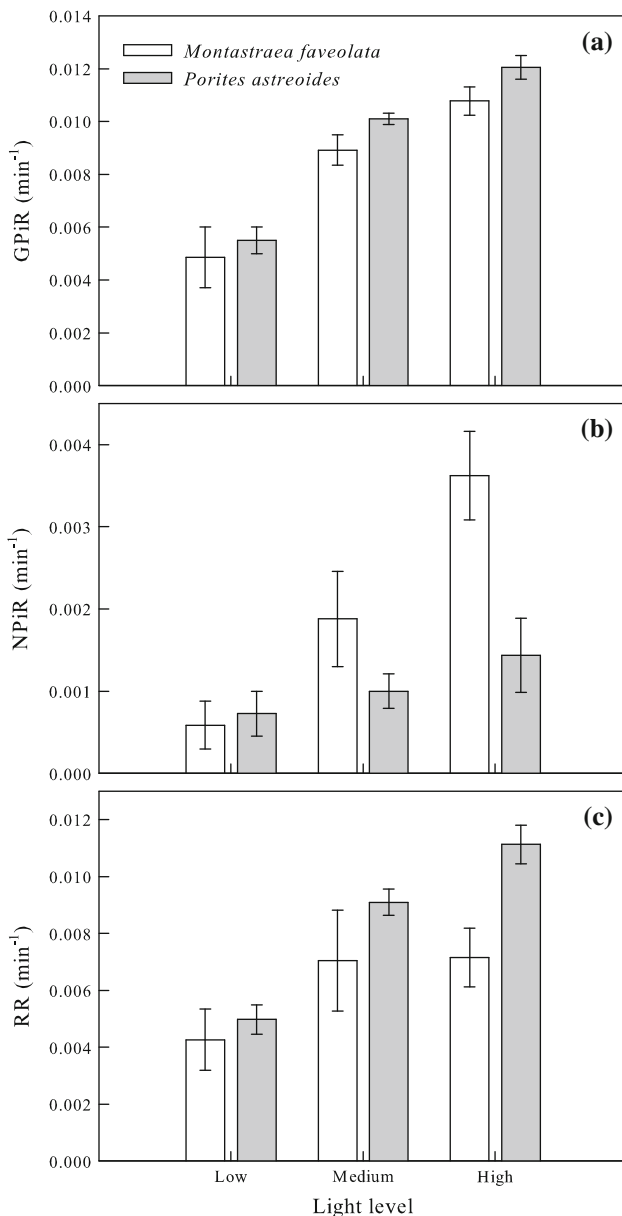 0.014
0.012
0.010
0.008
0.006
0.004
0.002
0.000
GPiR (min-1)
Montastraea faveolata
Porites astreoides
(a)
0.004
0.003
0.002
0.001
0.000
NPiR (min-1)
(b)
0.012
0.010
0.008
0.006
0.004
0.002
0.000
RR (min-1)
(c)
Low Medium High
Light level